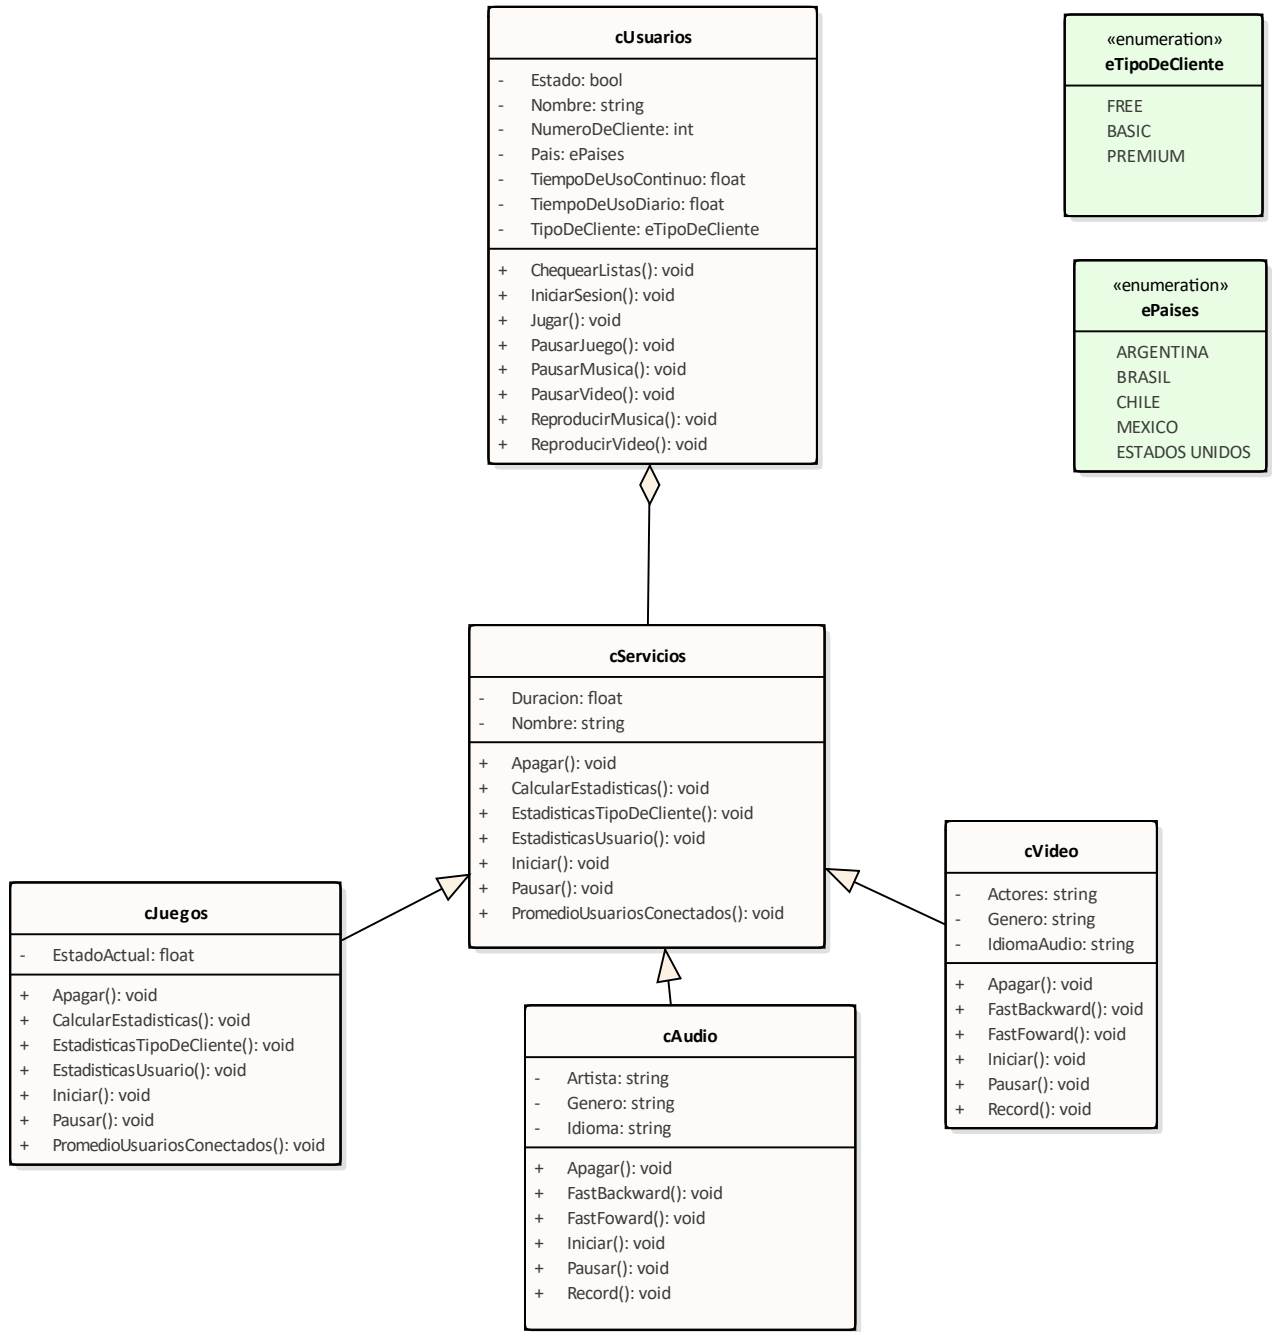 cUsuarios
- Estado: bool
- Nombre: string
- NumeroDeCliente: int
- Pais: ePaises
- TiempoDeUsoContinuo: float
- TiempoDeUsoDiario: float
- TipoDeCliente: eTipoDeCliente
+ ChequearListas(): void
+ IniciarSesion(): void
+ Jugar(): void
+ PausarJuego(): void
+ PausarMusica(): void
+ PausarVideo(): void
+ ReproducirMusica(): void
+ ReproducirVideo(): void
«enumeration»
eTipoDeCliente
FREE
BASIC
PREMIUM
«enumeration»
ePaises
ARGENTINA
BRASIL
CHILE
MEXICO
ESTADOS UNIDOS
cServicios
- Duracion: float
- Nombre: string
+ Apagar(): void
+ CalcularEstadisticas(): void
+ EstadisticasTipoDeCliente(): void
+ EstadisticasUsuario(): void
+ Iniciar(): void
+ Pausar(): void
+ PromedioUsuariosConectados(): void
cJuegos
- EstadoActual: float
+ Apagar(): void
+ CalcularEstadisticas(): void
+ EstadisticasTipoDeCliente(): void
+ EstadisticasUsuario(): void
+ Iniciar(): void
+ Pausar(): void
+ PromedioUsuariosConectados(): void
cAudio
- Artista: string
- Genero: string
- Idioma: string
+ Apagar(): void
+ FastBackward(): void
+ FastFoward(): void
+ Iniciar(): void
+ Pausar(): void
+ Record(): void
cVideo
- Actores: string
- Genero: string
- IdiomaAudio: string
+ Apagar(): void
+ FastBackward(): void
+ FastFoward(): void
+ Iniciar(): void
+ Pausar(): void
+ Record(): void